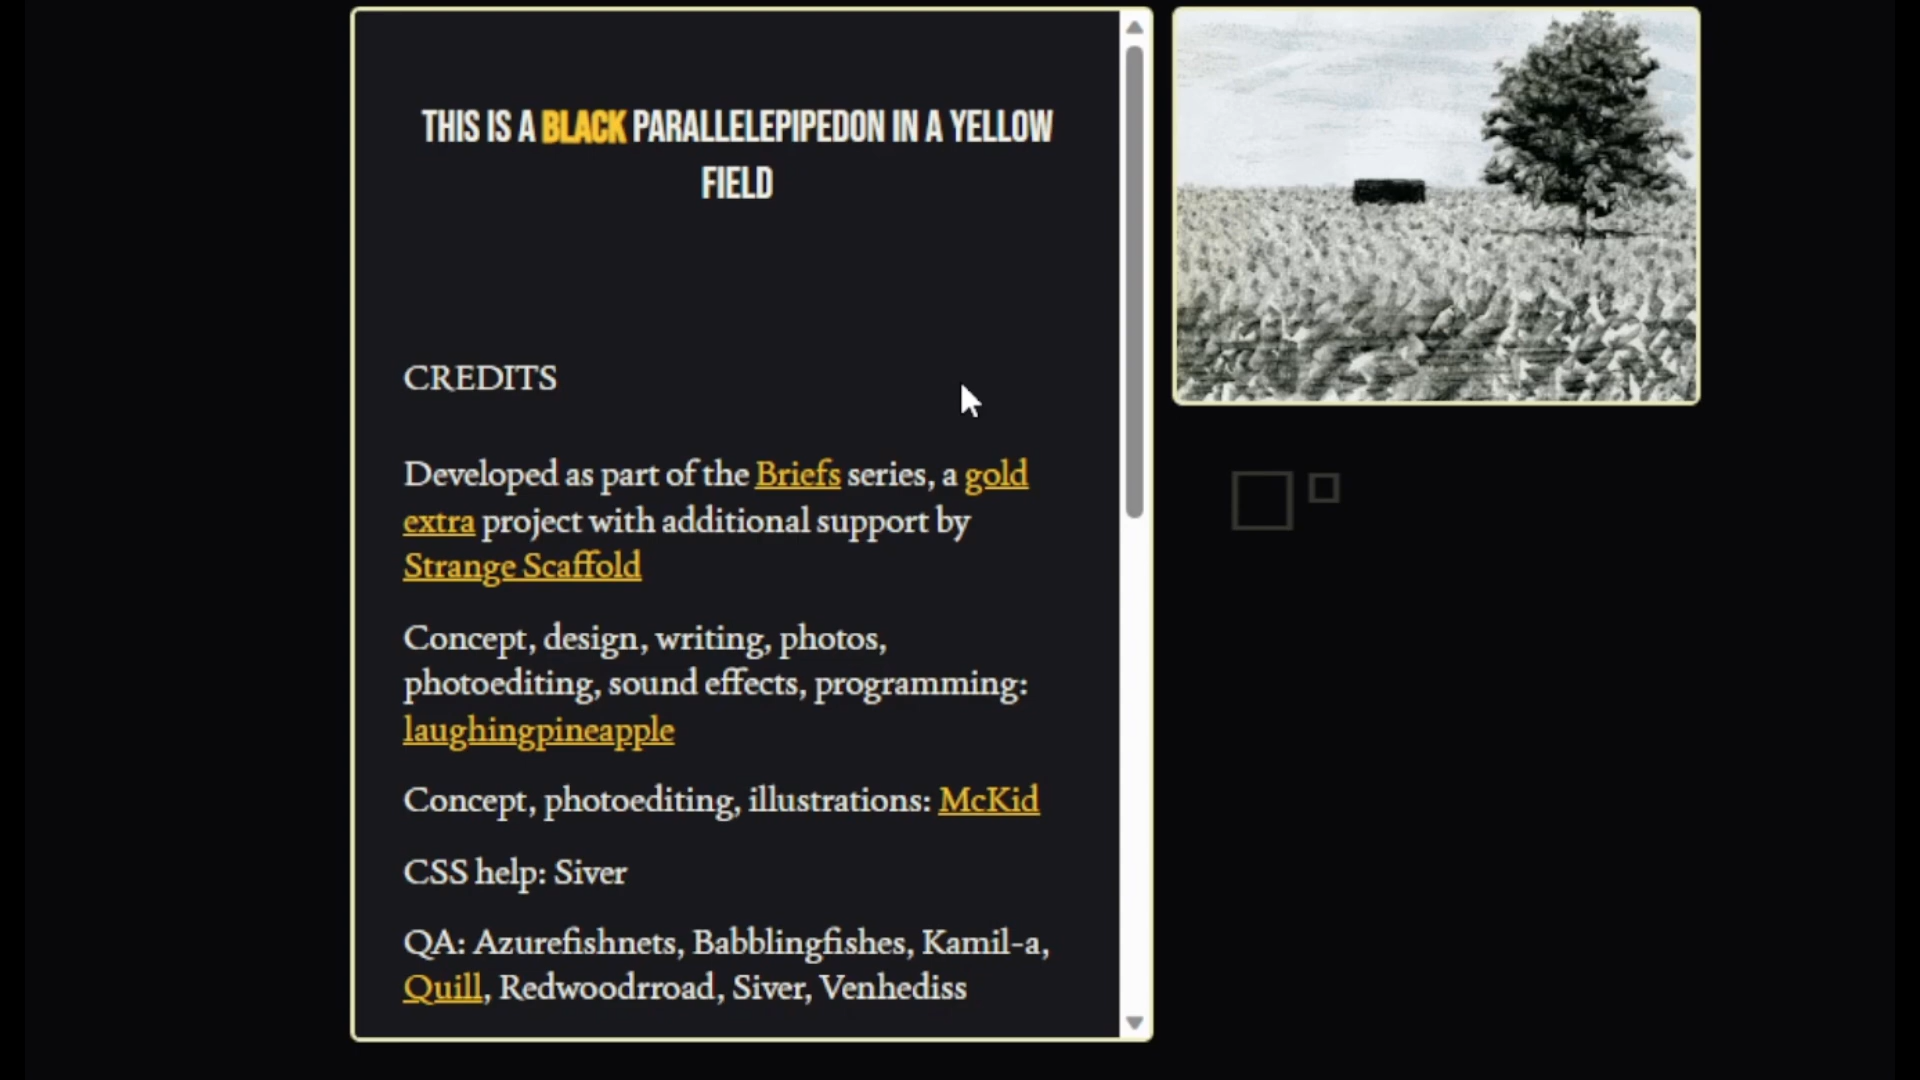 THIS IS A BLACK PARALLELEPIPEDON IN A YELLOW
FIELD
CREDITS
Developed as part of the Briefs series, a gold
extra project with additional support by
Strange Scaffold
Concept, design, writing, photos,
photoediting, sound effects, programming:
laughingpineapple
Concept, photoediting, illustrations: McKid
CSS help: Siver
QA: Azurefishnets, Babblingfishes, Kamil-a,
Quill, Redwoodrroad, Siver, Venhediss